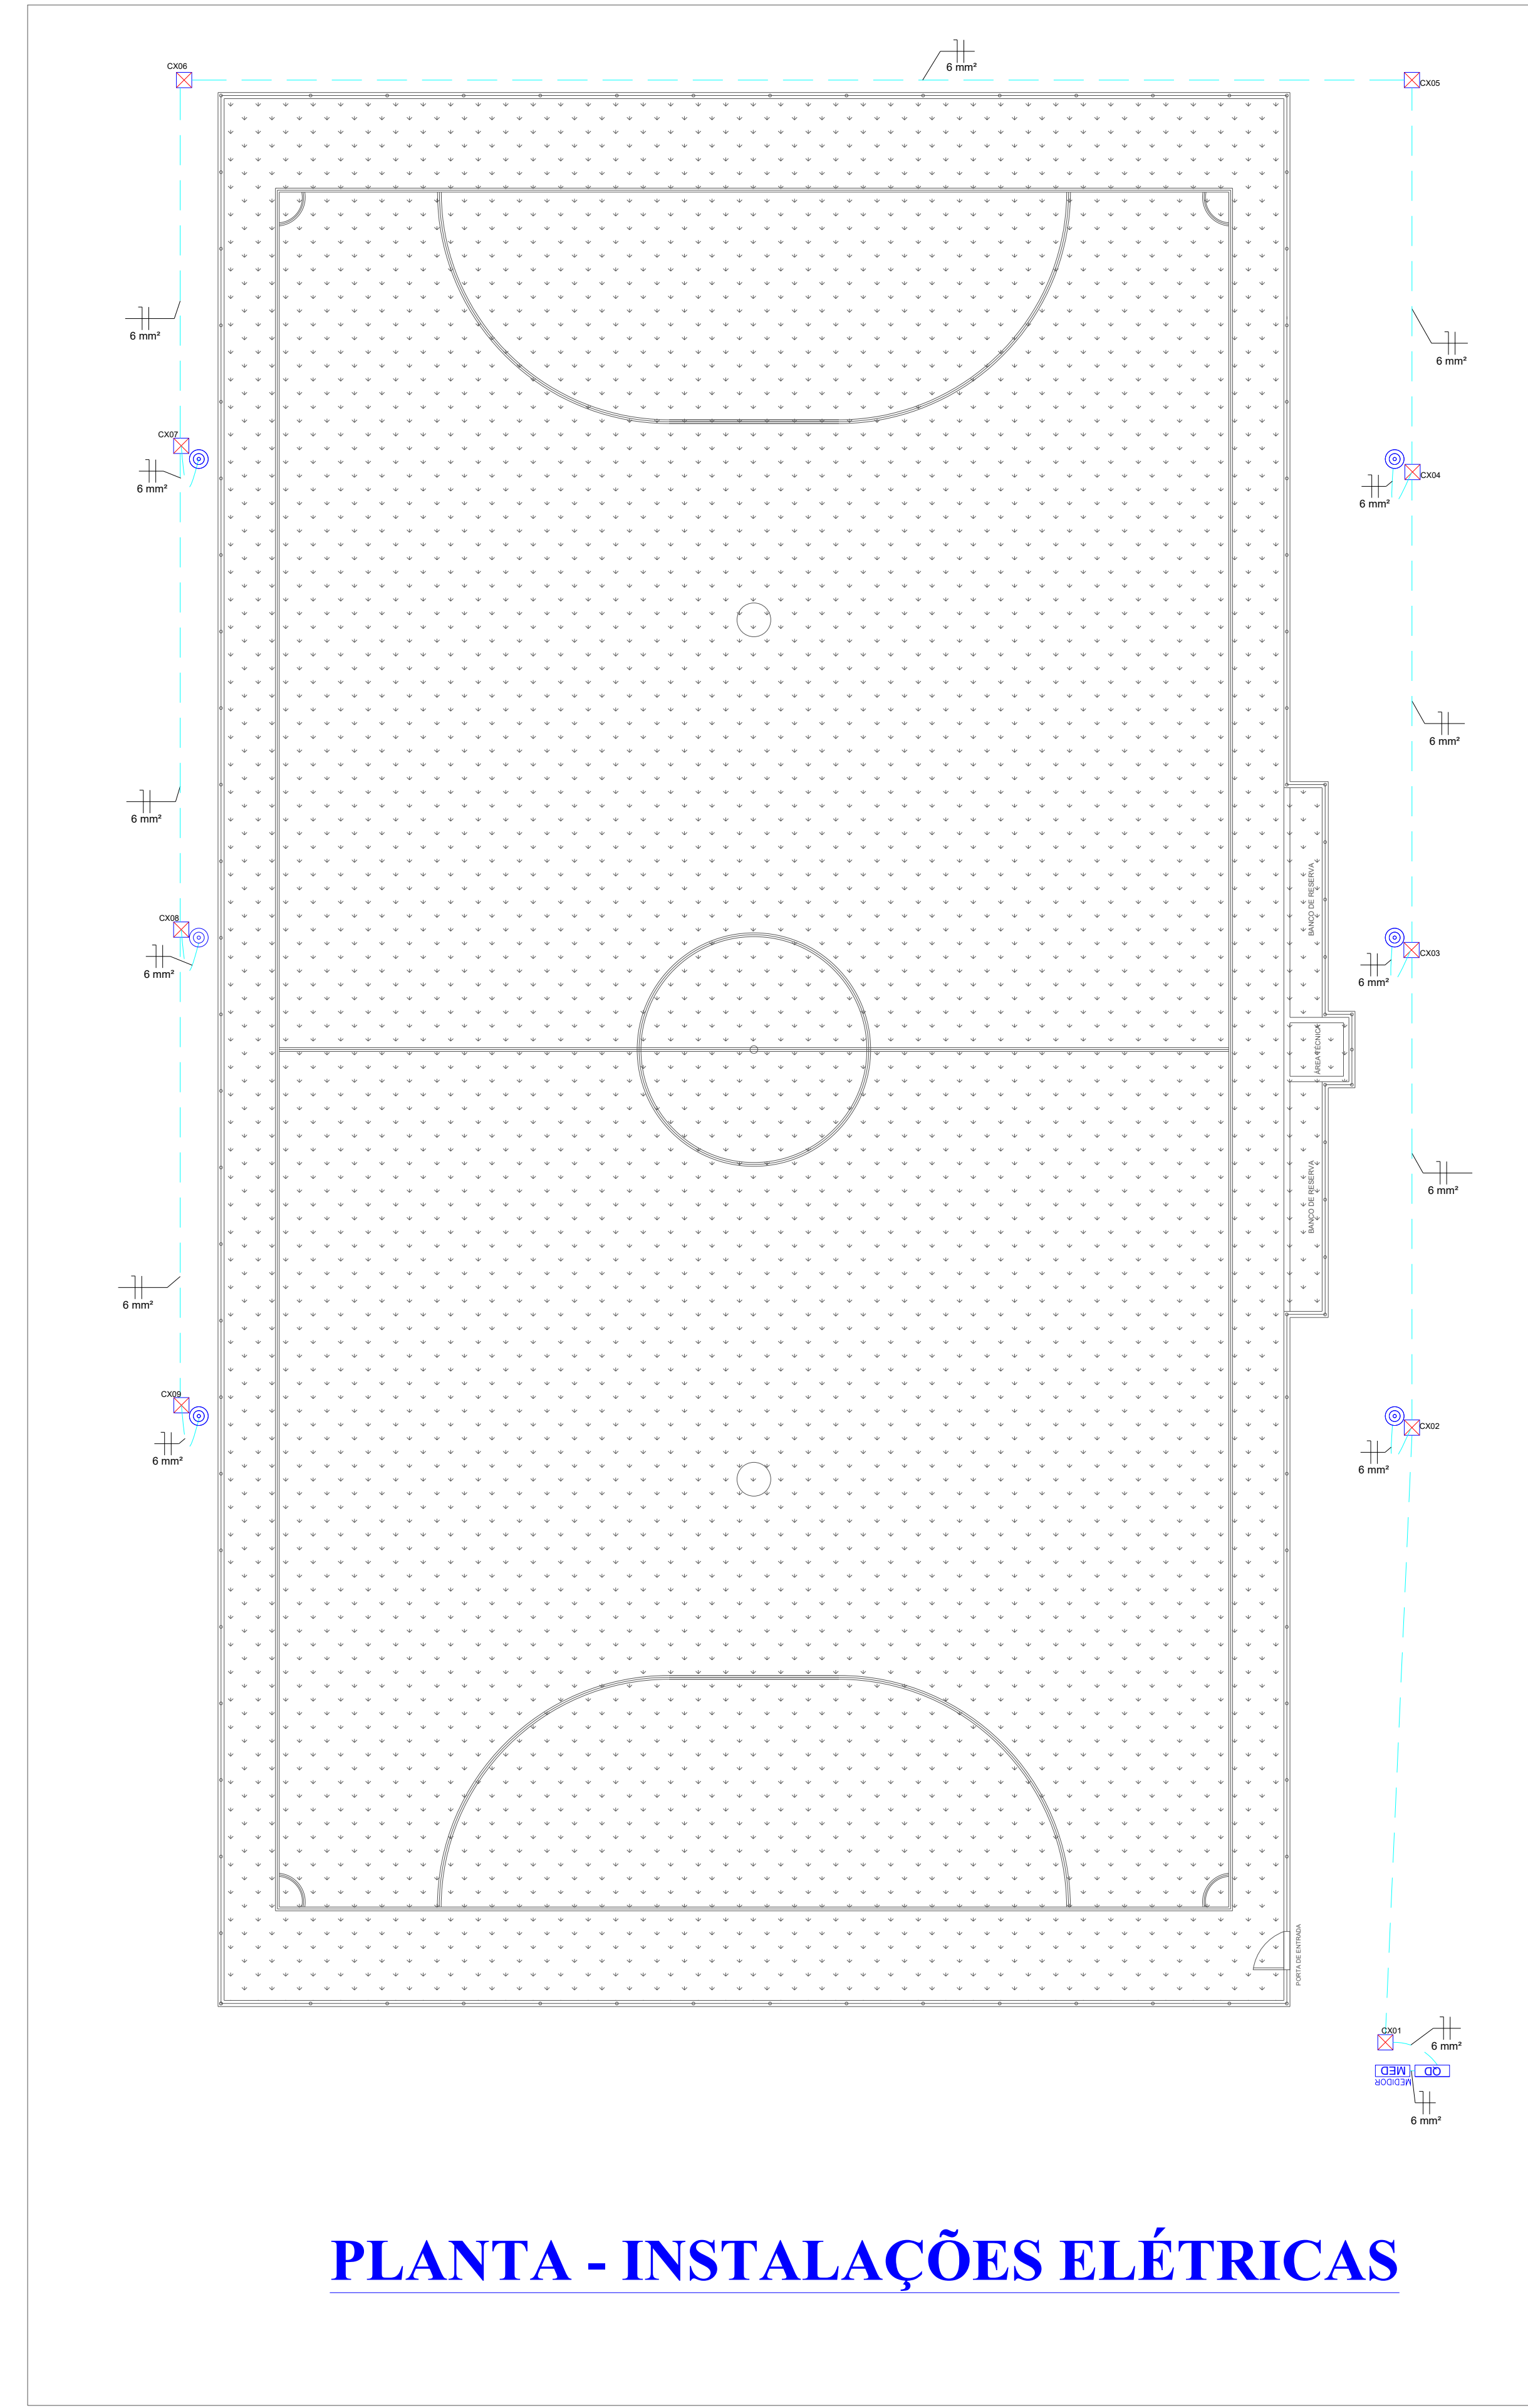 CX06
6 mm²
CX05
6 mm²
6 mm²
CX07
6 mm²
CX04
6 mm²
6 mm²
6 mm²
BANCO DE RESERVA
CX08
6 mm²
CX03
6 mm²
ÁREA TÉCNICA
BANCO DE RESERVA
6 mm²
6 mm²
CX09
6 mm²
CX02
6 mm²
PORTA DE ENTRADA
CX01
6 mm²
MED
QD
MEDIDOR
6 mm²
PLANTA - INSTALAÇÕES ELÉTRICAS